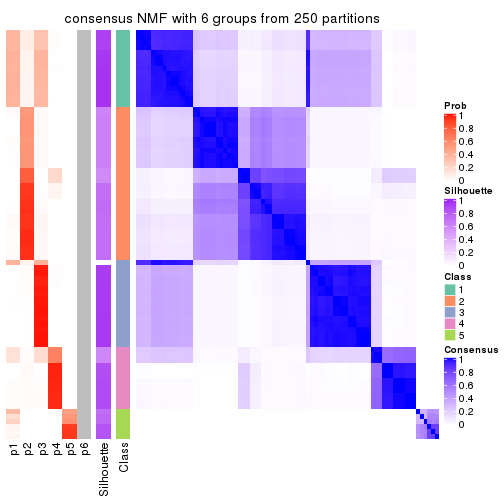 consensus NMF with 6 groups from 250 partitions
Prob
1
0.8
0.6
0.4
0.2
0
Silhouette
1
0.8
0.6
0.4
0.2
0
Class
1
2
3
4
5
Consensus
1
0.8
0.6
0.4
0.2
0
p1
p2
p3
p4
p5
p6
Silhouette
Class